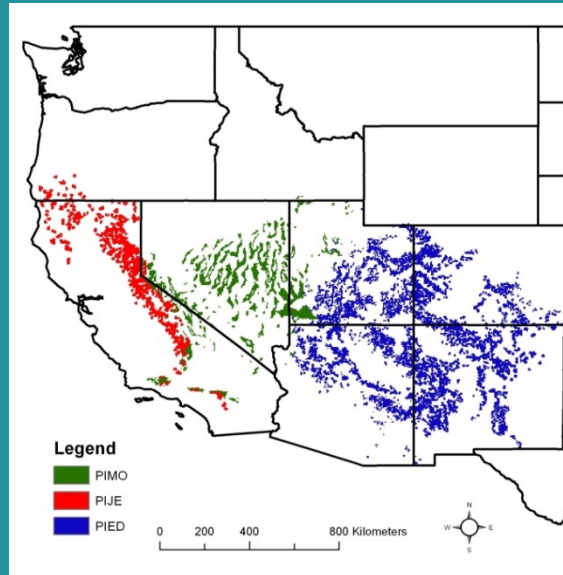 Legend
PIMO
PIJE
PIED
0 200 400 800 Kilometers
N
W E
S